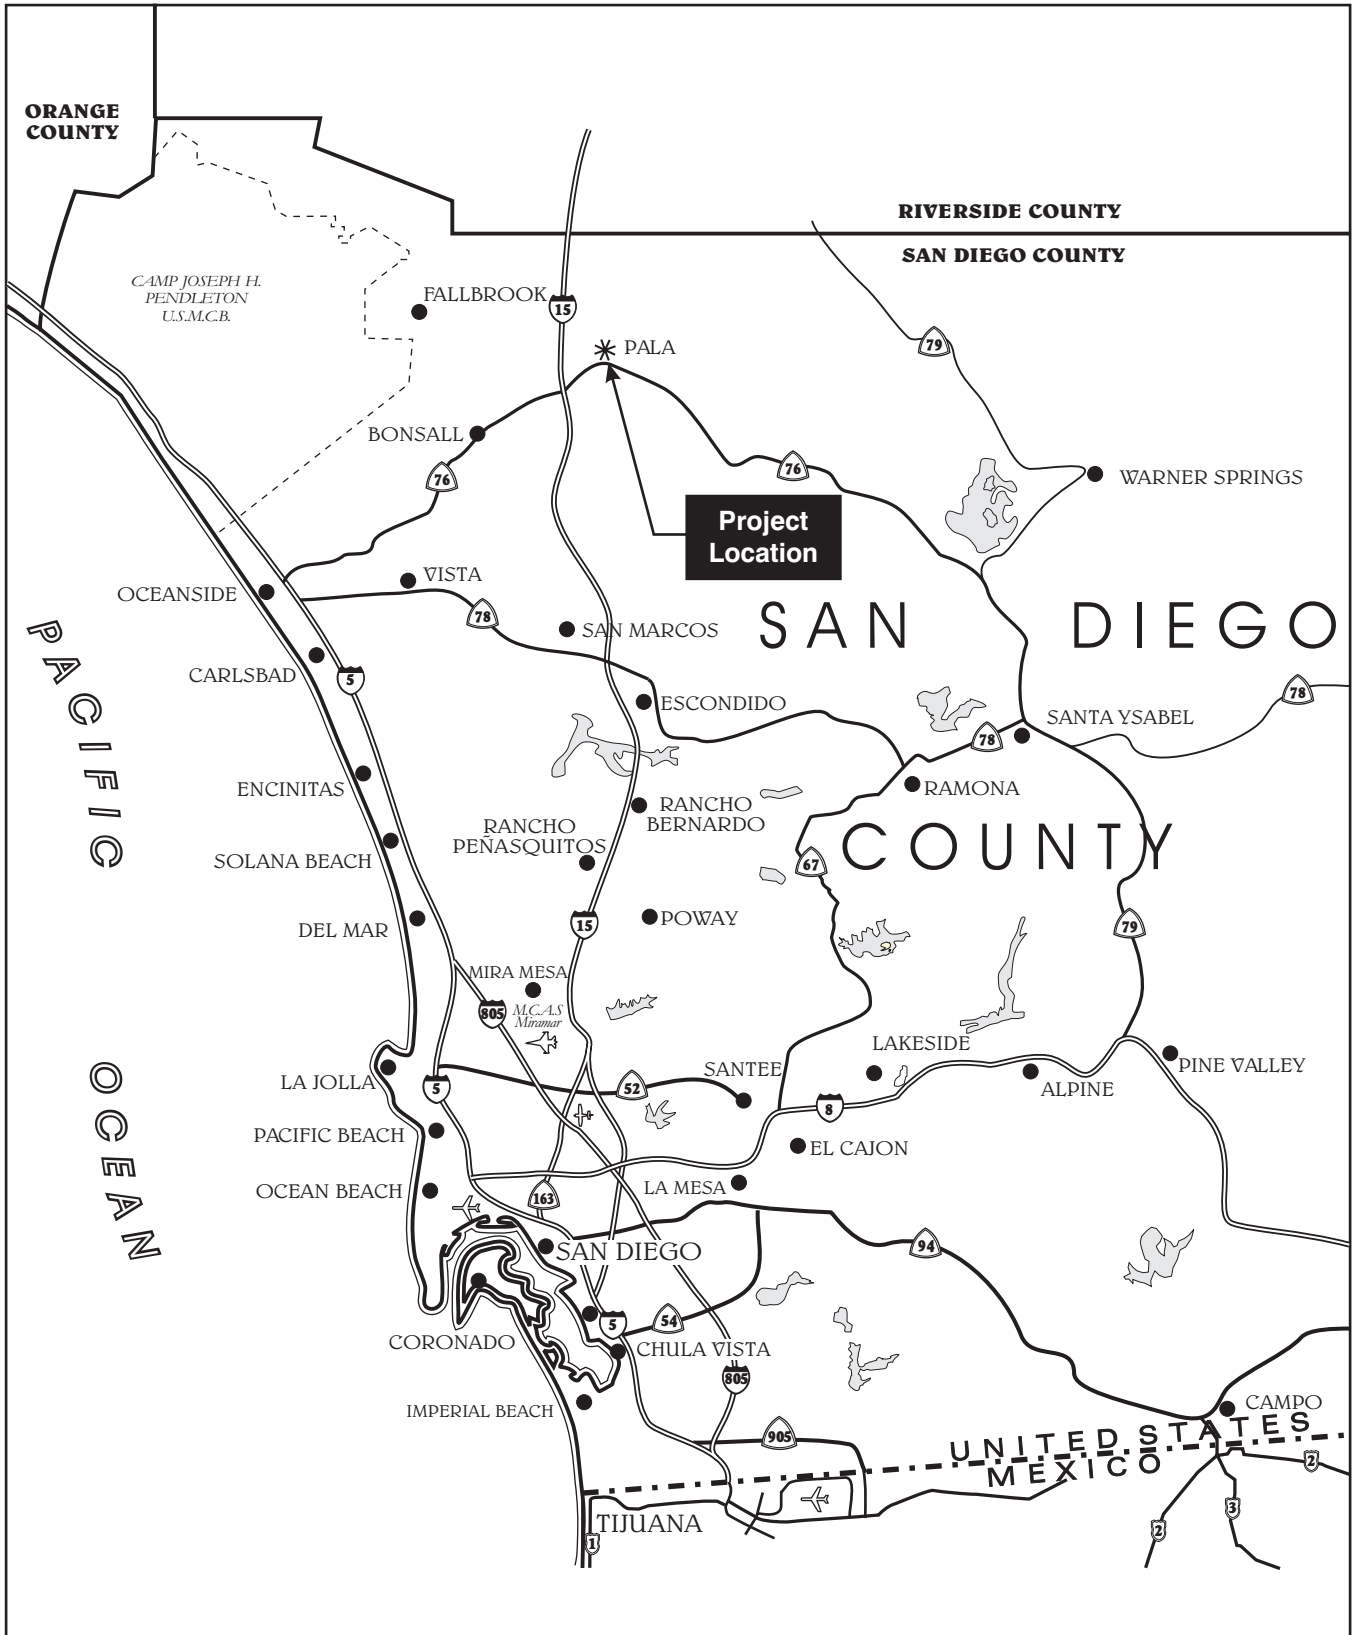 ORANGE
COUNTY
RIVERSIDE COUNTY
SAN DIEGO COUNTY
CAMP JOSEPH H.
PENDLETON
U.S.M.C.B.
FALLBROOK
15
PALA
79
BONSALL
76
76
WARNER SPRINGS
Project
Location
VISTA
OCEANSIDE
78
SAN MARCOS
SAN DIEGO
PACIFIC
CARLSBAD
5
78
ESCONDIDO
SANTA YSABEL
78
ENCINITAS
RAMONA
RANCHO
BERNARDO
RANCHO
PEÑASQUITOS
COUNTY
SOLANA BEACH
67
POWAY
15
79
DEL MAR
MIRA MESA
805
M.C.A.S
Miramar
LAKESIDE
OCEAN
LA JOLLA
5
52
SANTEE
PINE VALLEY
ALPINE
8
PACIFIC BEACH
EL CAJON
OCEAN BEACH
163
LA MESA
SAN DIEGO
94
5
54
CORONADO
CHULA VISTA
805
IMPERIAL BEACH
CAMPO
905
UNITED STATES
MEXICO
2
3
2
TIJUANA
1